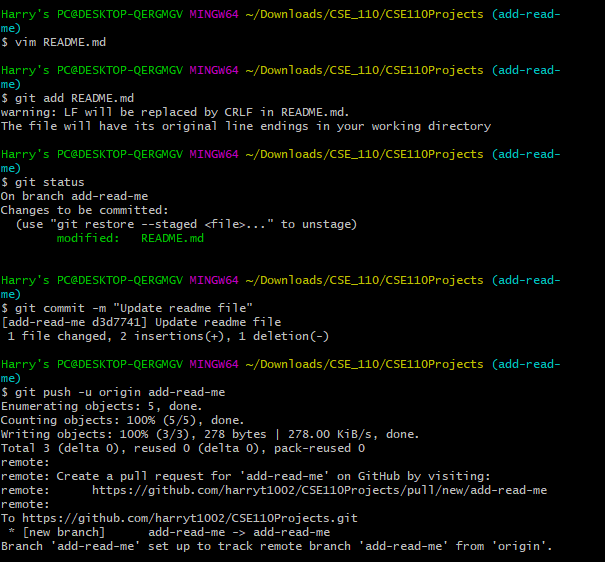 Harry's PC@DESKTOP-QERGMGV MINGW64 ~/Downloads/CSE_110/CSE110Projects (add-read-
me)
$ vim README.md
Harry's PC@DESKTOP-QERGMGV MINGW64 ~/Downloads/CSE_110/CSE110Projects (add-read-
me)
$ git add README.md
warning: LF will be replaced by CRLF in README.md.
The file will have its original line endings in your working directory
Harry's PC@DESKTOP-QERGMGV MINGW64 ~/Downloads/CSE_110/CSE110Projects (add-read-
me)
$ git status
On branch add-read-me
Changes to be committed:
  (use "git restore --staged <file>..." to unstage)
        modified:   README.md
Harry's PC@DESKTOP-QERGMGV MINGW64 ~/Downloads/CSE_110/CSE110Projects (add-read-
me)
$ git commit -m "Update readme file"
[add-read-me d3d7741] Update readme file
 1 file changed, 2 insertions(+), 1 deletion(-)
Harry's PC@DESKTOP-QERGMGV MINGW64 ~/Downloads/CSE_110/CSE110Projects (add-read-
me)
$ git push -u origin add-read-me
Enumerating objects: 5, done.
Counting objects: 100% (5/5), done.
Writing objects: 100% (3/3), 278 bytes | 278.00 KiB/s, done.
Total 3 (delta 0), reused 0 (delta 0), pack-reused 0
remote:
remote: Create a pull request for 'add-read-me' on GitHub by visiting:
remote:      https://github.com/harryt1002/CSE110Projects/pull/new/add-read-me
remote:
To https://github.com/harryt1002/CSE110Projects.git
 * [new branch]      add-read-me -> add-read-me
Branch 'add-read-me' set up to track remote branch 'add-read-me' from 'origin'.